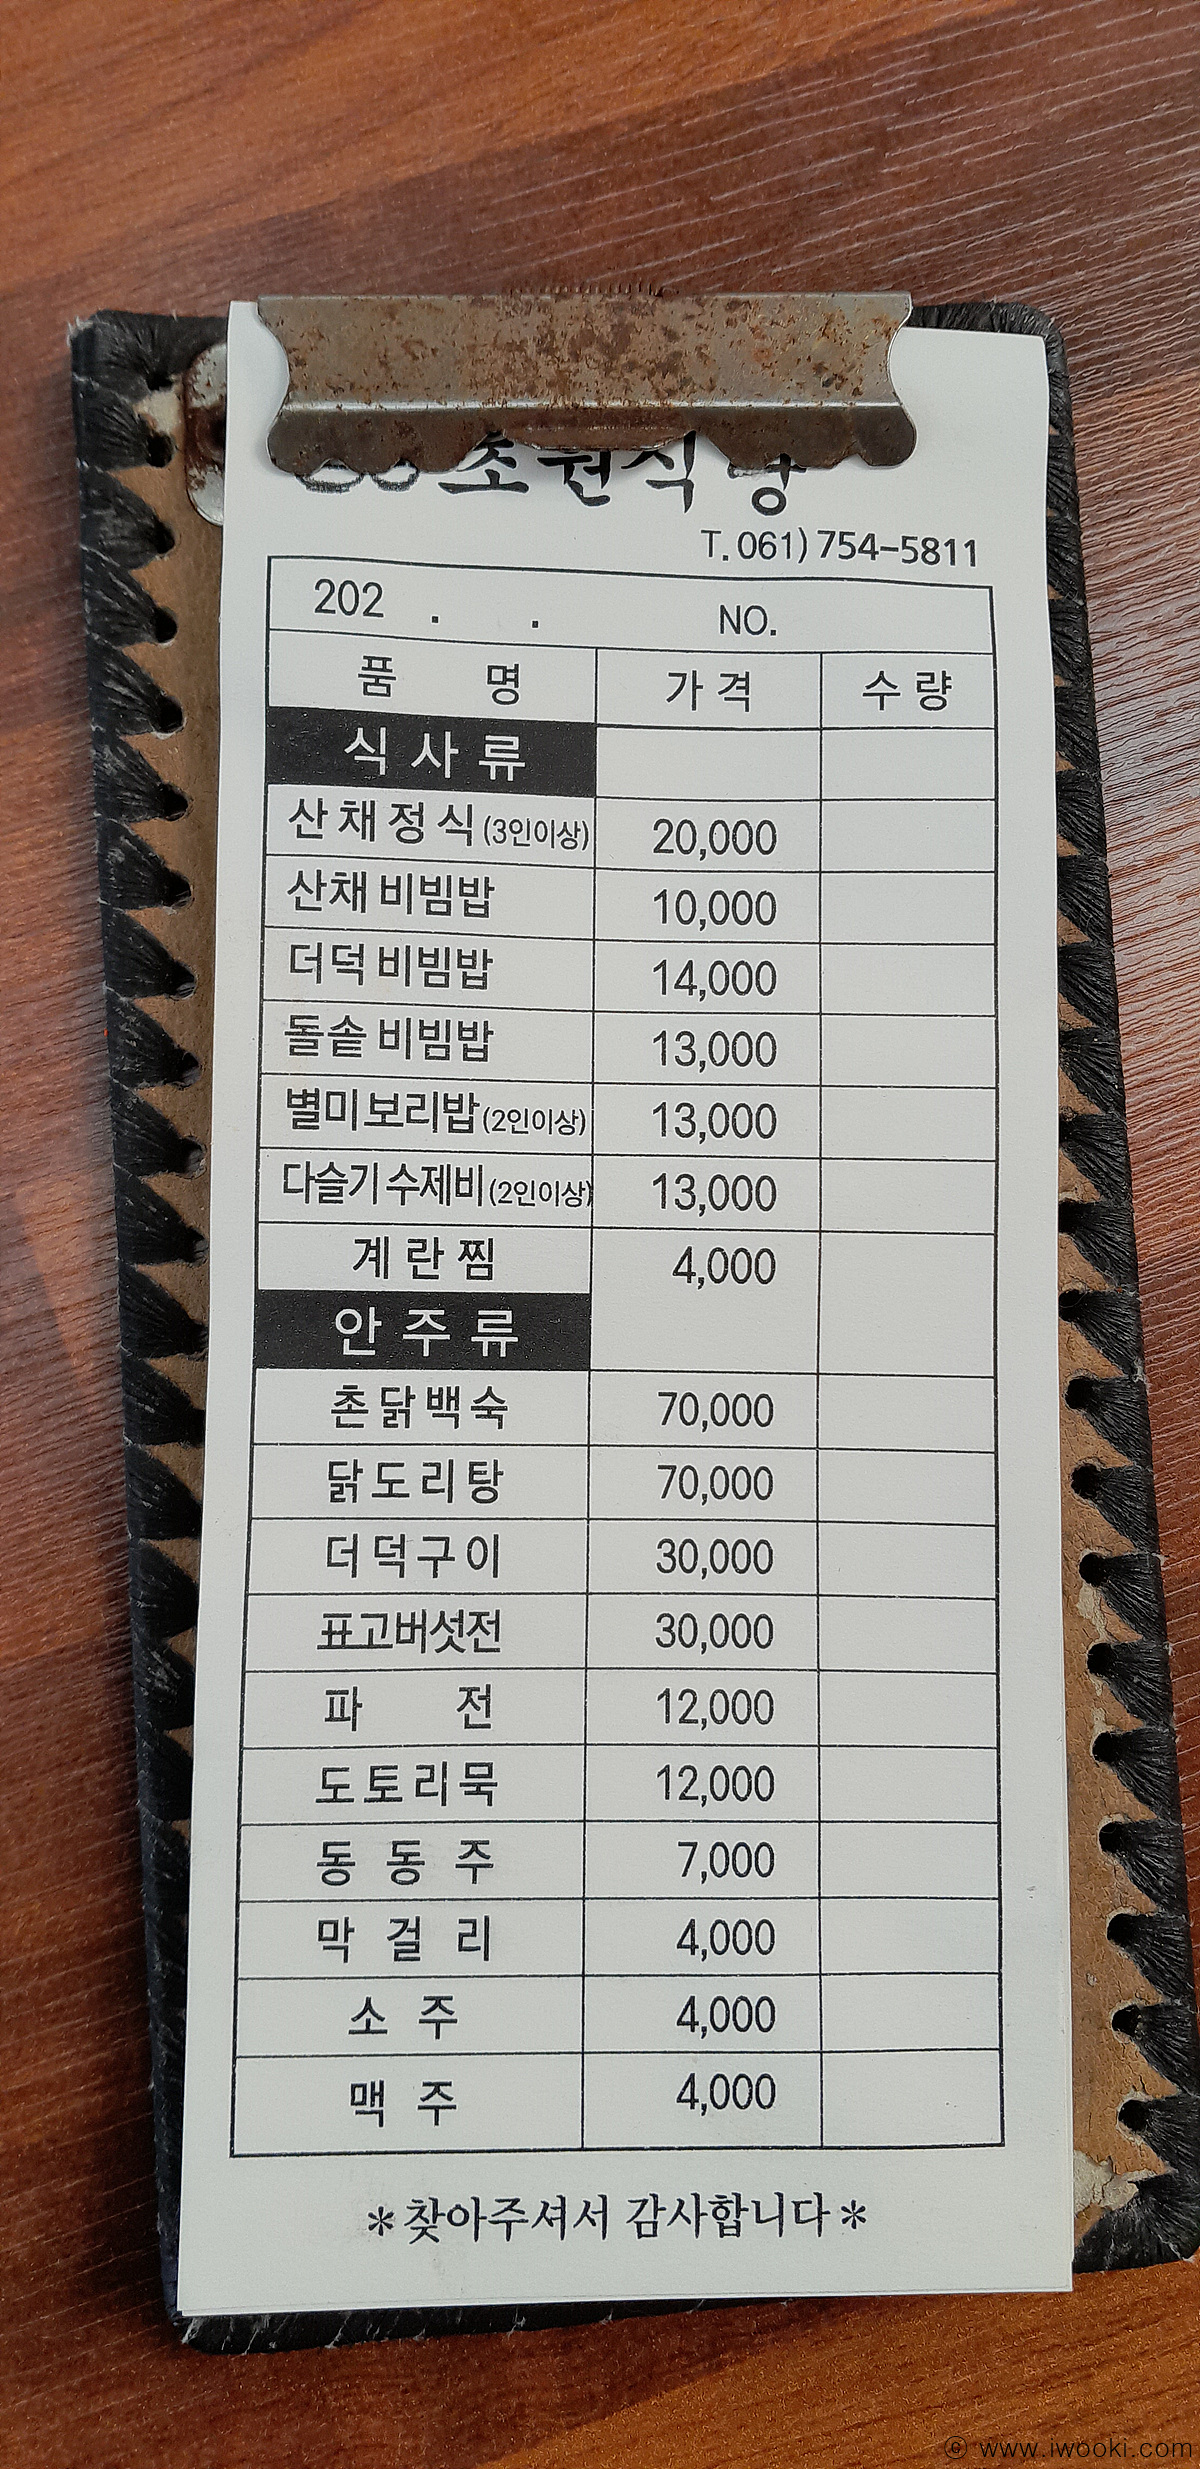 초원식당
T. 061) 754-5811
202 . . NO.
품 명 가 격 수 량
식 사 류
산 채 정 식 (3인이상) 20,000
산채 비빔밥 10,000
더덕 비빔밥 14,000
돌솥 비빔밥 13,000
별미 보리밥 (2인이상) 13,000
다슬기 수제비 (2인이상) 13,000
계 란 찜 4,000
안 주 류
촌 닭 백 숙 70,000
닭 도 리 탕 70,000
더 덕 구 이 30,000
표고버섯전 30,000
파 전 12,000
도 토 리 묵 12,000
동 동 주 7,000
막 걸 리 4,000
소 주 4,000
맥 주 4,000
*찾아주셔서 감사합니다*
© www.iwooki.com